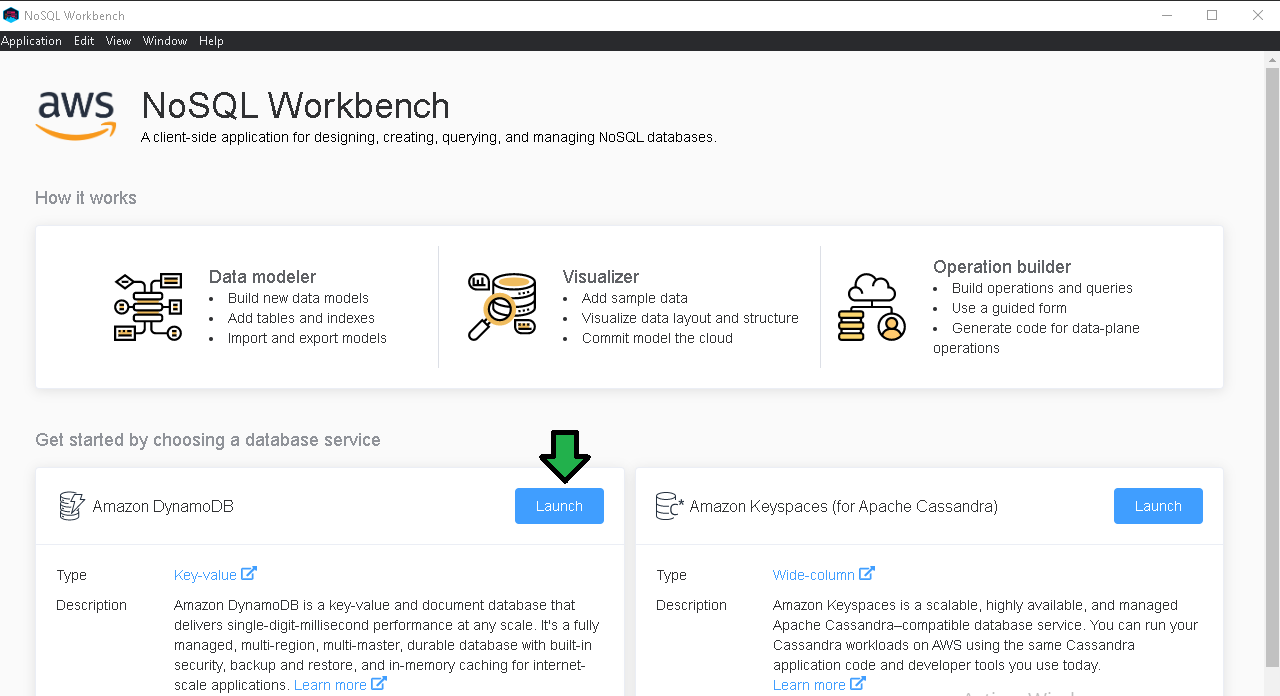 NoSQL Workbench
Application Edit View Window Help
aws
NoSQL Workbench
A client-side application for designing, creating, querying, and managing NoSQL databases.
How it works
Data modeler
• Build new data models
• Add tables and indexes
• Import and export models
Visualizer
• Add sample data
• Visualize data layout and structure
• Commit model the cloud
Operation builder
• Build operations and queries
• Use a guided form
• Generate code for data-plane
operations
Get started by choosing a database service
Amazon DynamoDB
Launch
Type
Key-value
Description
Amazon DynamoDB is a key-value and document database that
delivers single-digit-millisecond performance at any scale. It's a fully
managed, multi-region, multi-master, durable database with built-in
security, backup and restore, and in-memory caching for internet-
scale applications. Learn more
Amazon Keyspaces (for Apache Cassandra)
Launch
Type
Wide-column
Description
Amazon Keyspaces is a scalable, highly available, and managed
Apache Cassandra–compatible database service. You can run your
Cassandra workloads on AWS using the same Cassandra
application code and developer tools you use today.
Learn more